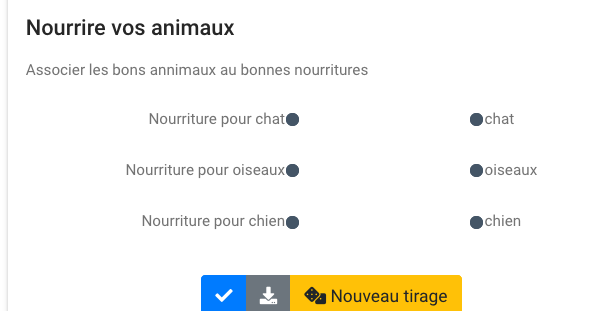 Nourrire vos animaux
Associer les bons annimaux au bonnes nourritures
Nourriture pour chat chat
Nourriture pour oiseaux oiseaux
Nourriture pour chien chien
Nouveau tirage